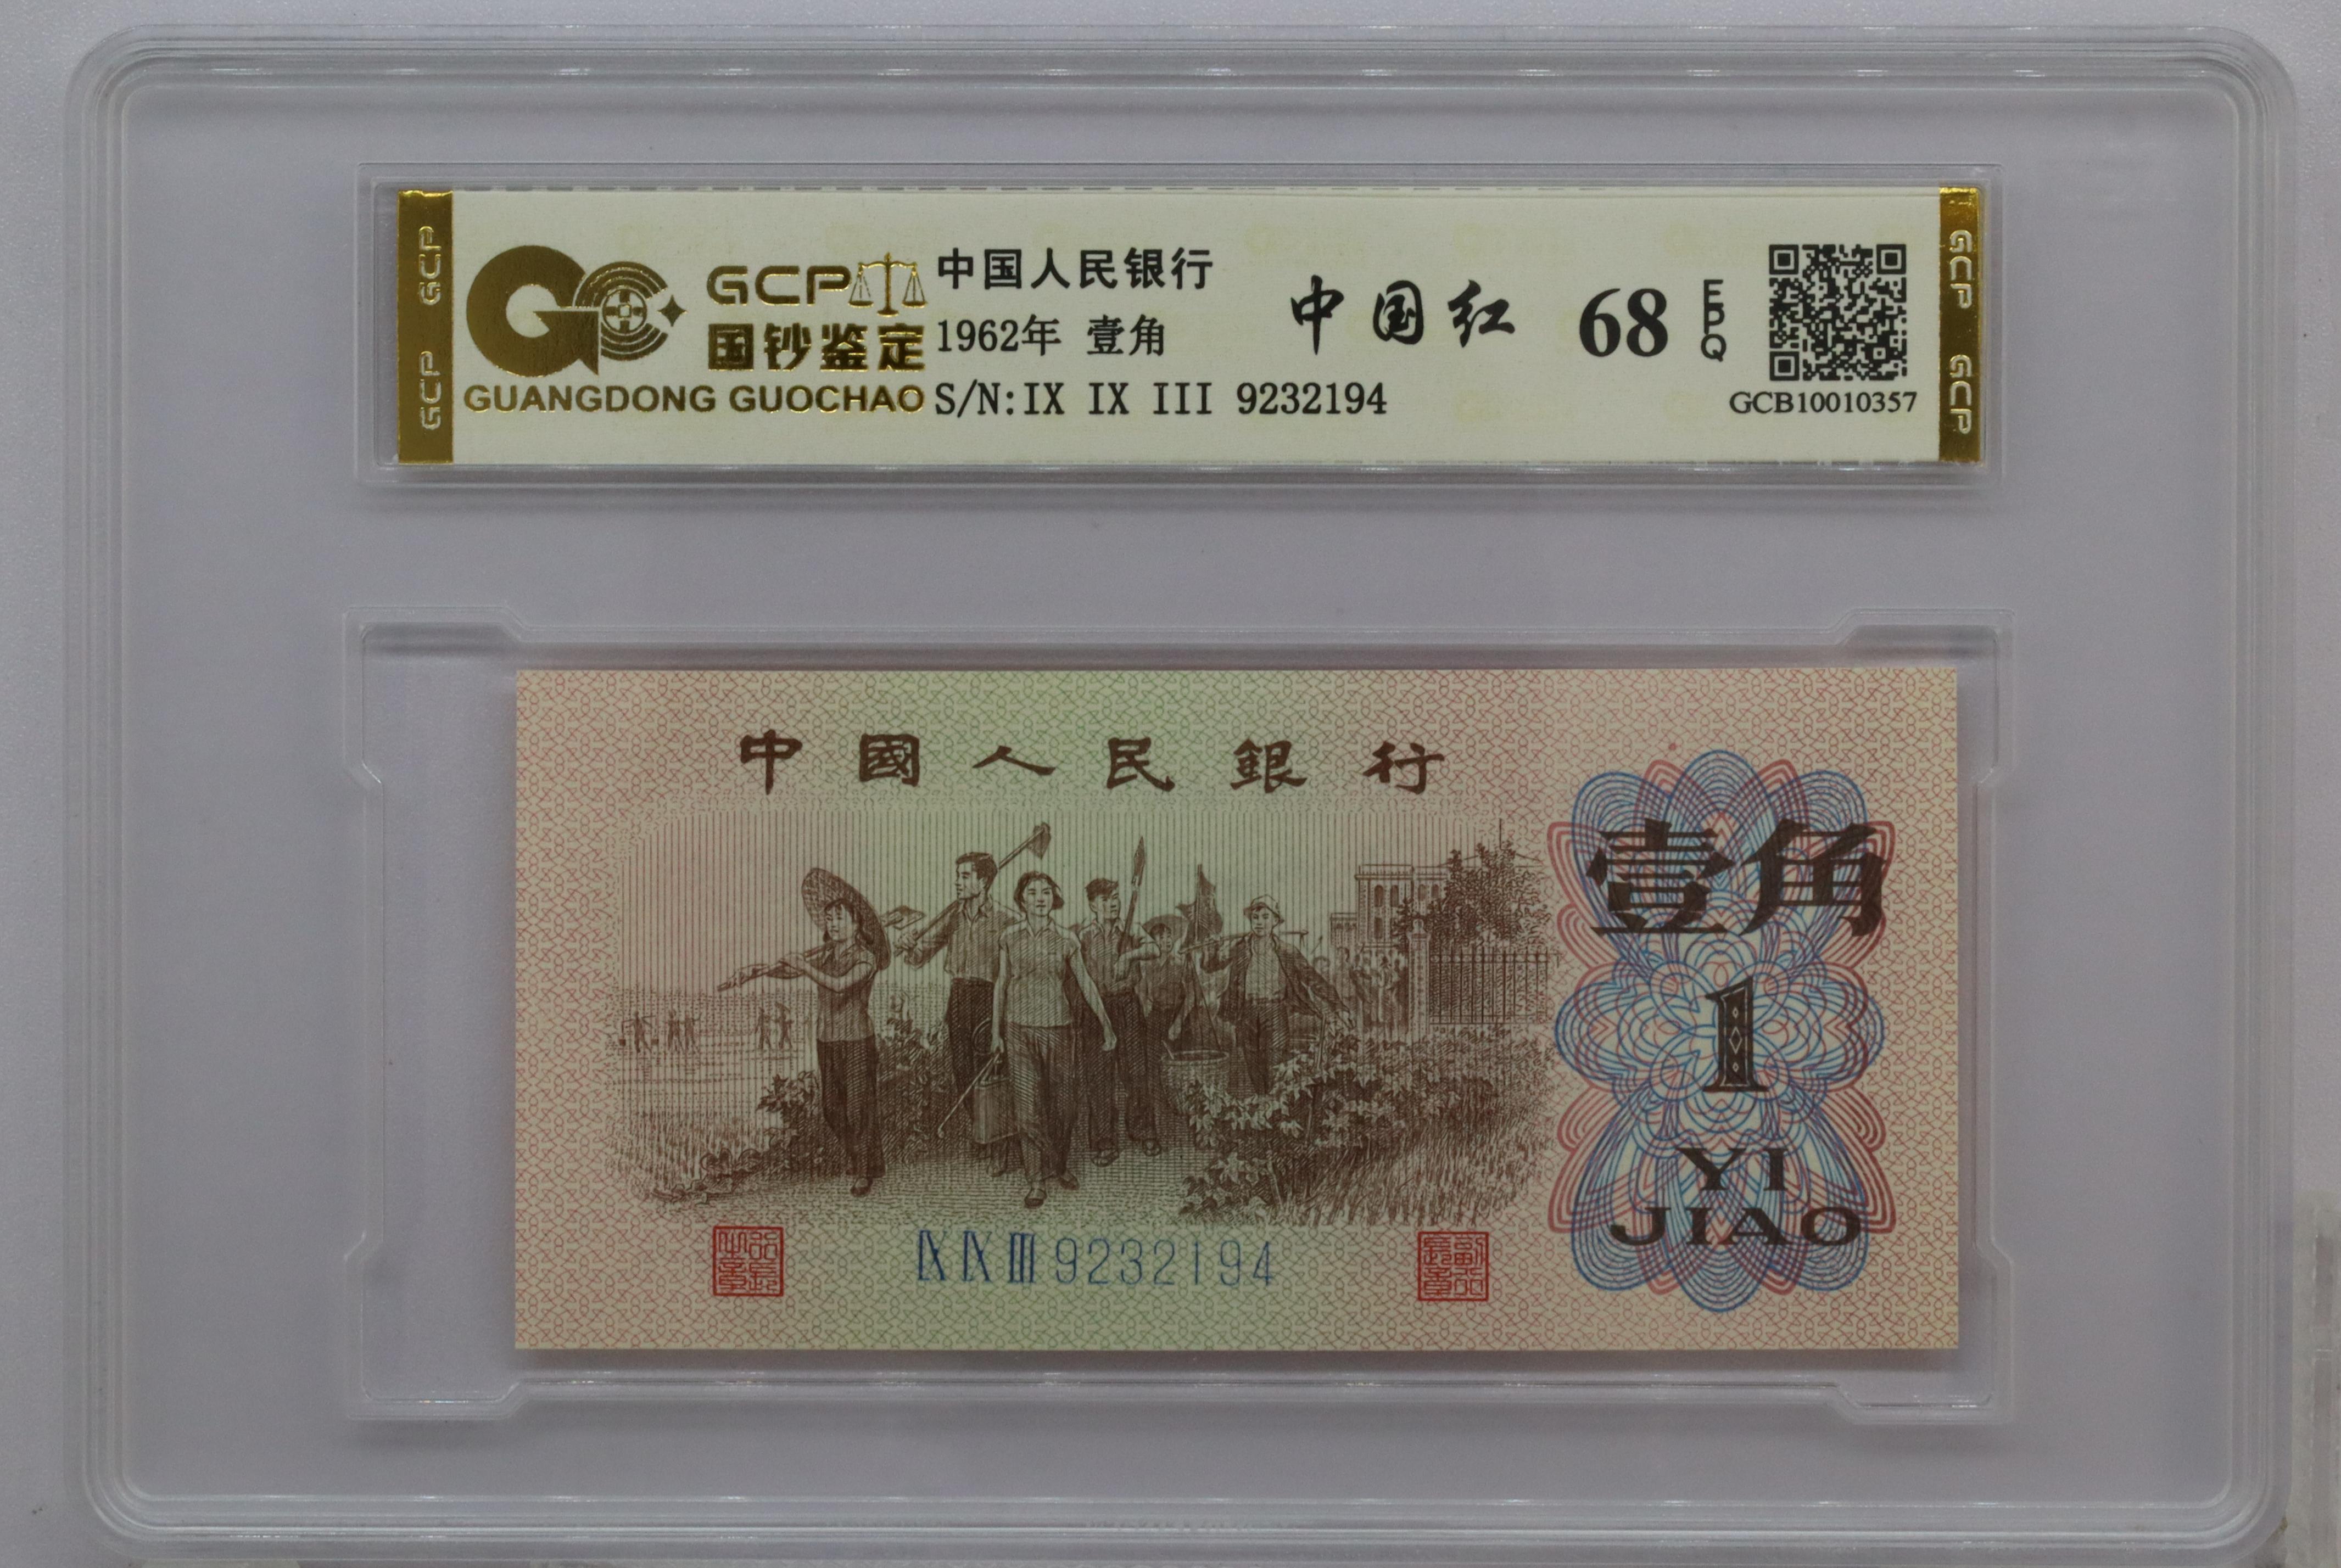 GCP GCP
GCP
国钞鉴定
GUANGDONG GUOCHAO
中国人民银行
1962年 壹角
S/N:IX IX III 9232194
中国红
68 EPQ
GCB10010357
GCP GCP
中國人民銀行
壹角
1
YI
JIAO
IX IX III 9232194